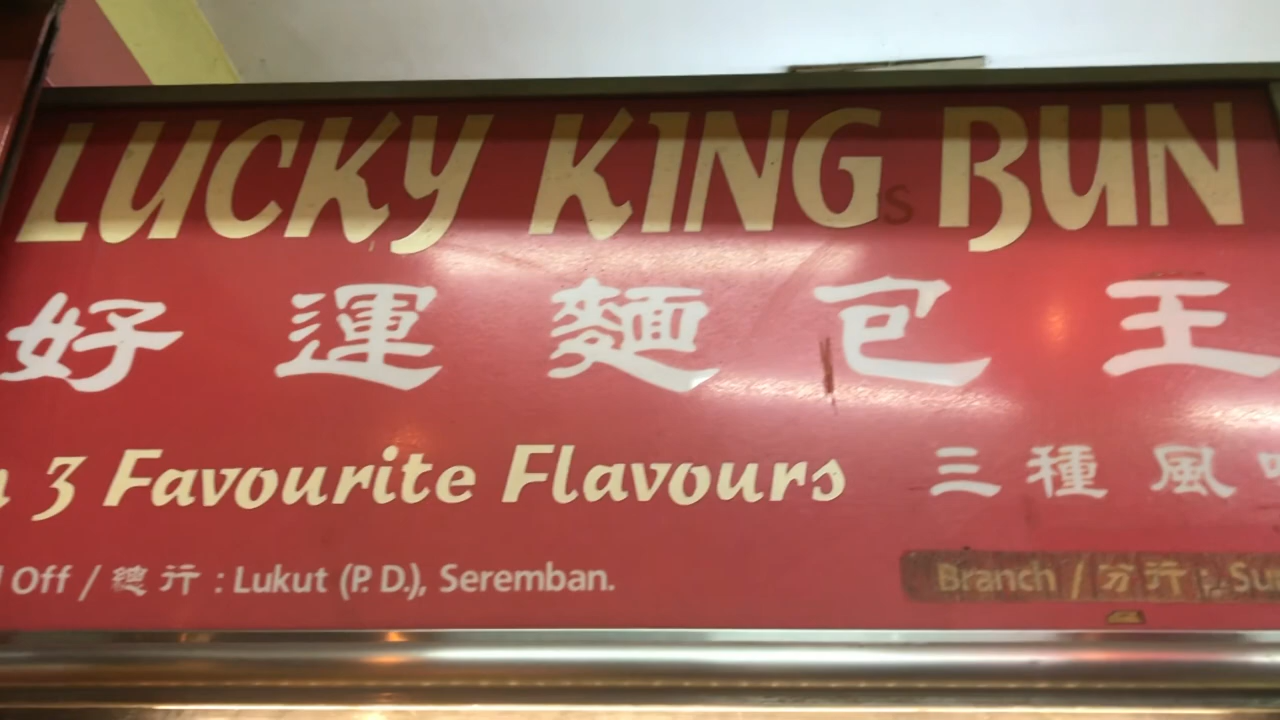 LUCKY KING BUN
好運麵包王
3 Favourite Flavours 三種風
Off / 總行 : Lukut (P. D.), Seremban. Branch / 分行 :